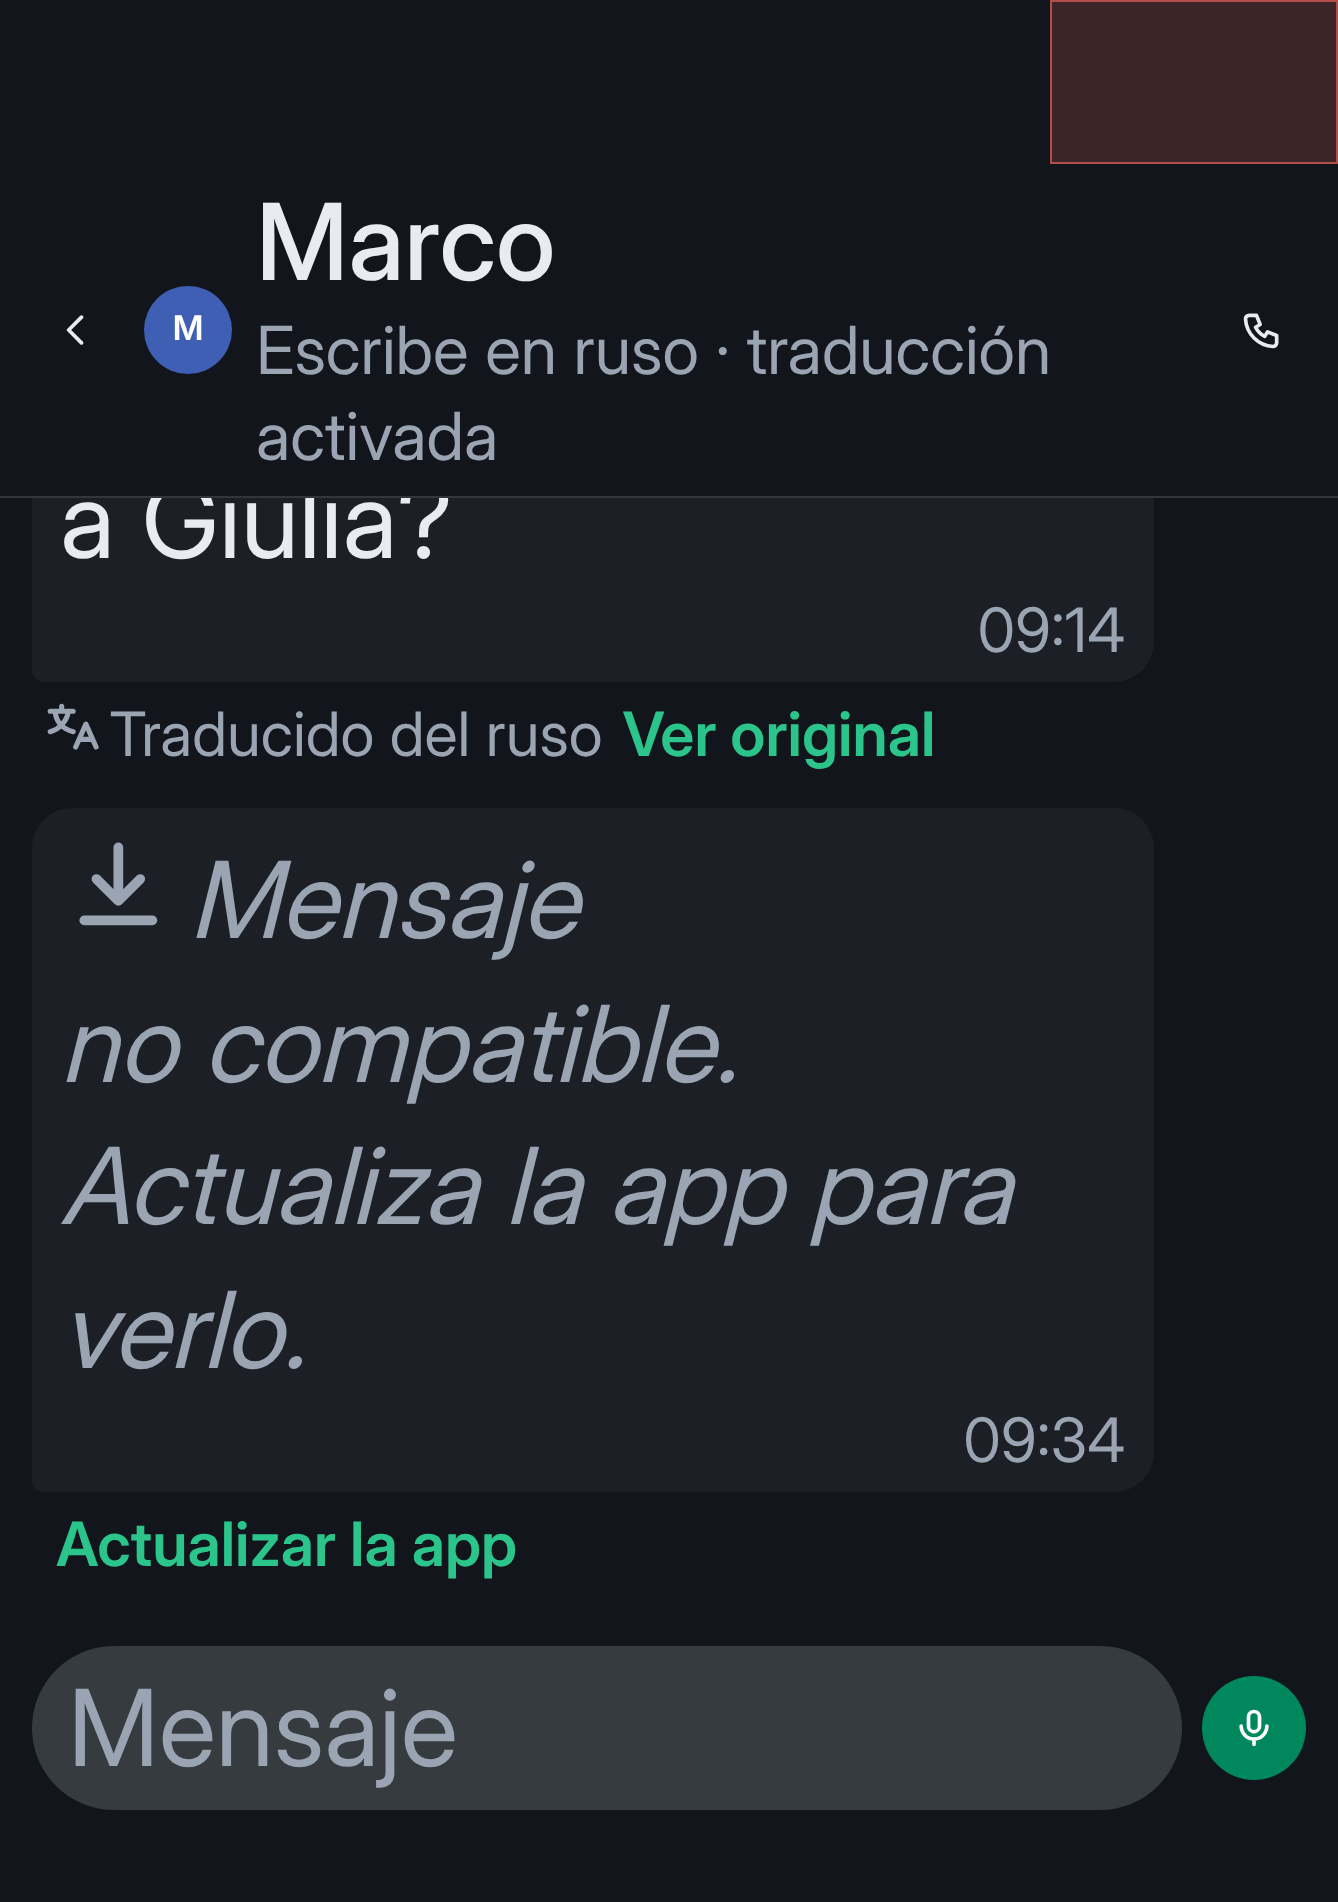 Marco
M
Escribe en ruso · traducción
activada
a Giulia?
09:14
Traducido del ruso Ver original
Mensaje
no compatible.
Actualiza la app para
verlo.
09:34
Actualizar la app
Mensaje